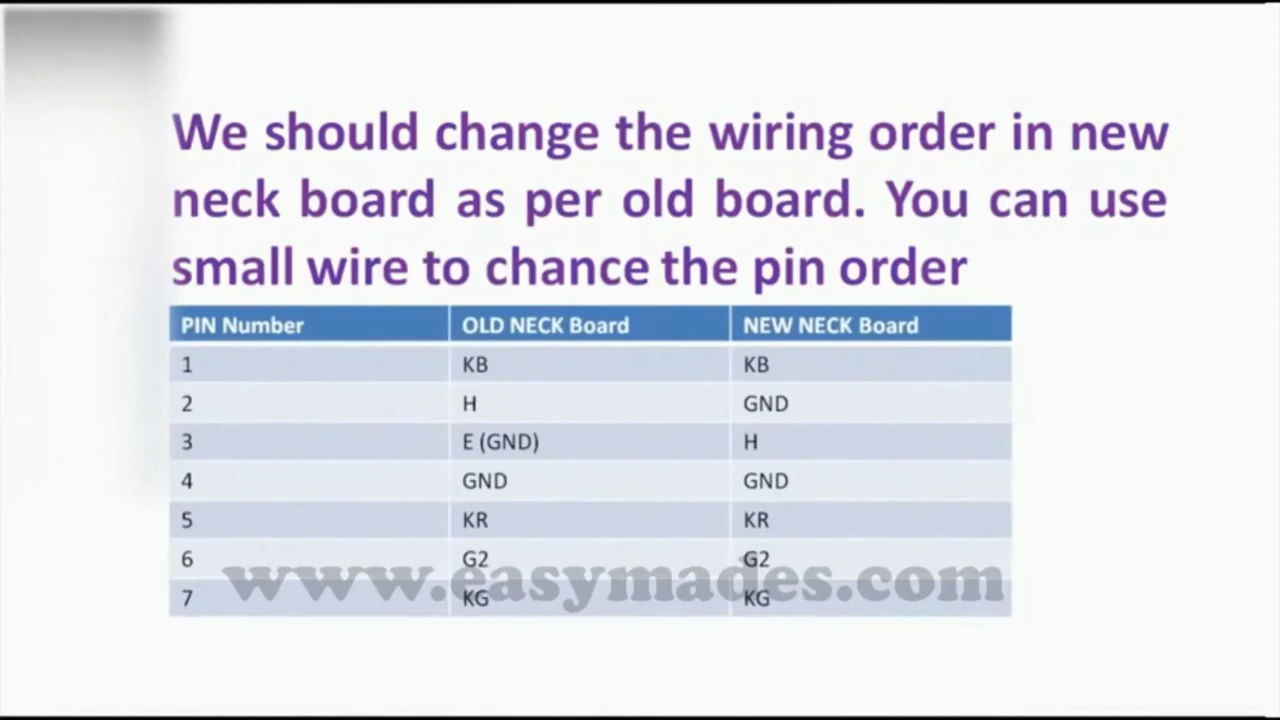 We should change the wiring order in new
neck board as per old board. You can use
small wire to chance the pin order
PIN Number OLD NECK Board NEW NECK Board
1 KB KB
2 H GND
3 E (GND) H
4 GND GND
5 KR KR
6 G2 G2
7 KG KG
www.easymades.com